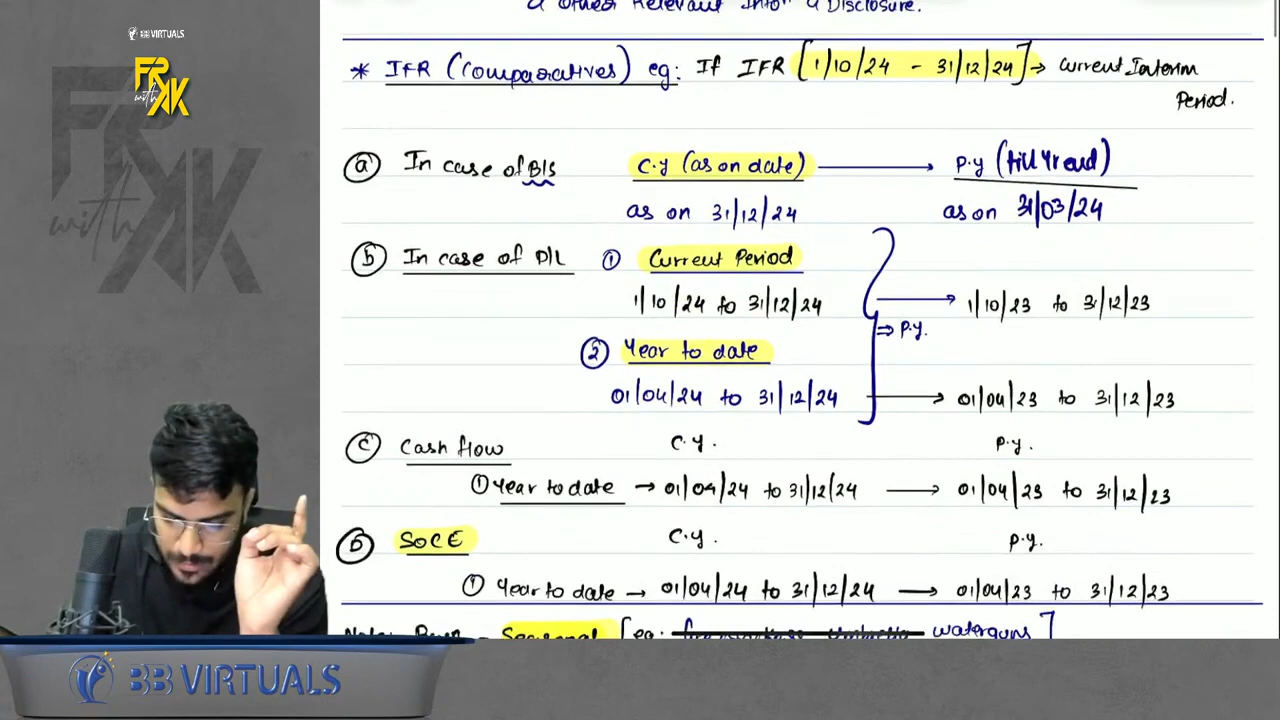 & Other Relevant Infoⁿ & Disclosure.
BB VIRTUALS
FR with AK
* IFR (Comparatives) eg: If IFR [1/10/24 - 31/12/24] → Current Interim Period.
(a) In case of B/S C.Y (as on date) → P.Y (till Yr end)
as on 31/12/24 as on 31/03/24
(b) In case of P/L ① Current Period
1/10/24 to 31/12/24 → 1/10/23 to 31/12/23
⇒ P.Y.
② Year to date
01/04/24 to 31/12/24 → 01/04/23 to 31/12/23
(c) Cash flow C.Y. P.Y.
① Year to date → 01/04/24 to 31/12/24 → 01/04/23 to 31/12/23
(D) SOCE C.Y. P.Y.
① Year to date → 01/04/24 to 31/12/24 → 01/04/23 to 31/12/23
Seasonal [eg: waterguns]
FR with AK
BB VIRTUALS